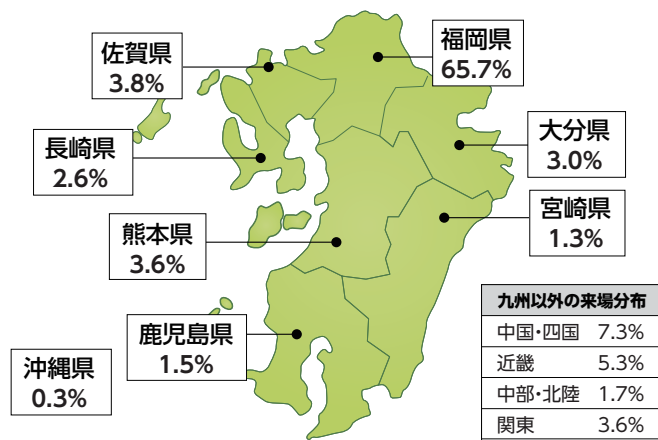 福岡県
65.7%
佐賀県
3.8%
長崎県
2.6%
大分県
3.0%
熊本県
3.6%
宮崎県
1.3%
鹿児島県
1.5%
沖縄県
0.3%
九州以外の来場分布
中国・四国 7.3%
近畿 5.3%
中部・北陸 1.7%
関東 3.6%